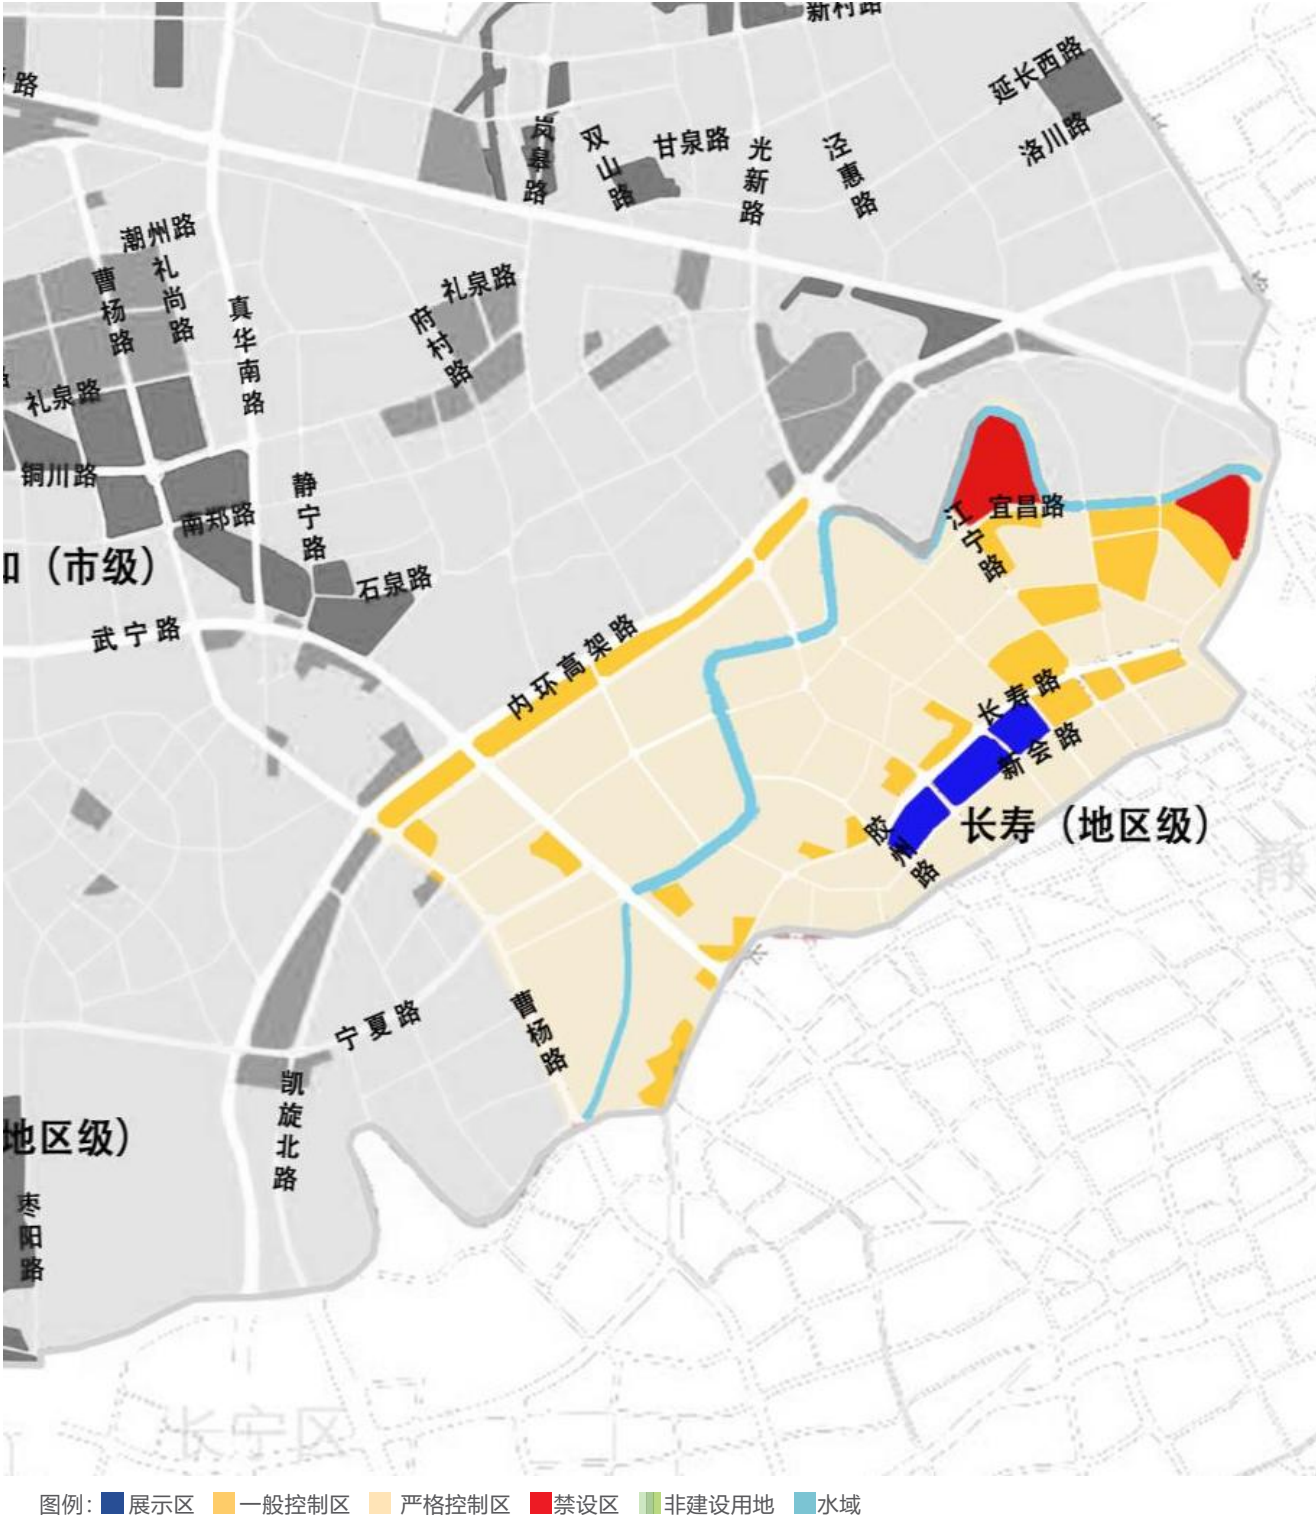 新村路
延长西路
路
洛川路
岚皋路
双山路
甘泉路
光新路
泾惠路
潮州路
礼尚路
曹杨路
礼泉路
府村路
真华南路
礼泉路
铜川路
静宁路
南郑路
宜昌路
江宁路
（市级）
石泉路
武宁路
内环高架路
长寿路
新会路
胶州路
长寿（地区级）
静
曹杨路
宁夏路
凯旋北路
地区级）
枣阳路
长宁区
图例：展示区 一般控制区 严格控制区 禁设区 非建设用地 水域